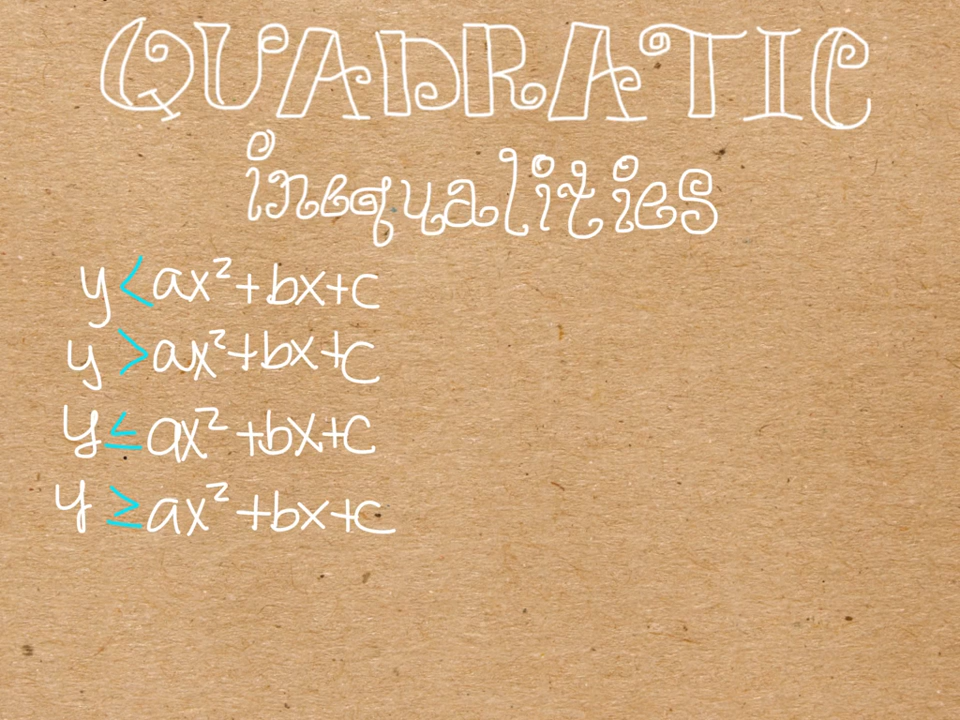 QUADRATIC
inequalities
y < ax² + bx + c
y > ax² + bx + c
y ≤ ax² + bx + c
y ≥ ax² + bx + c